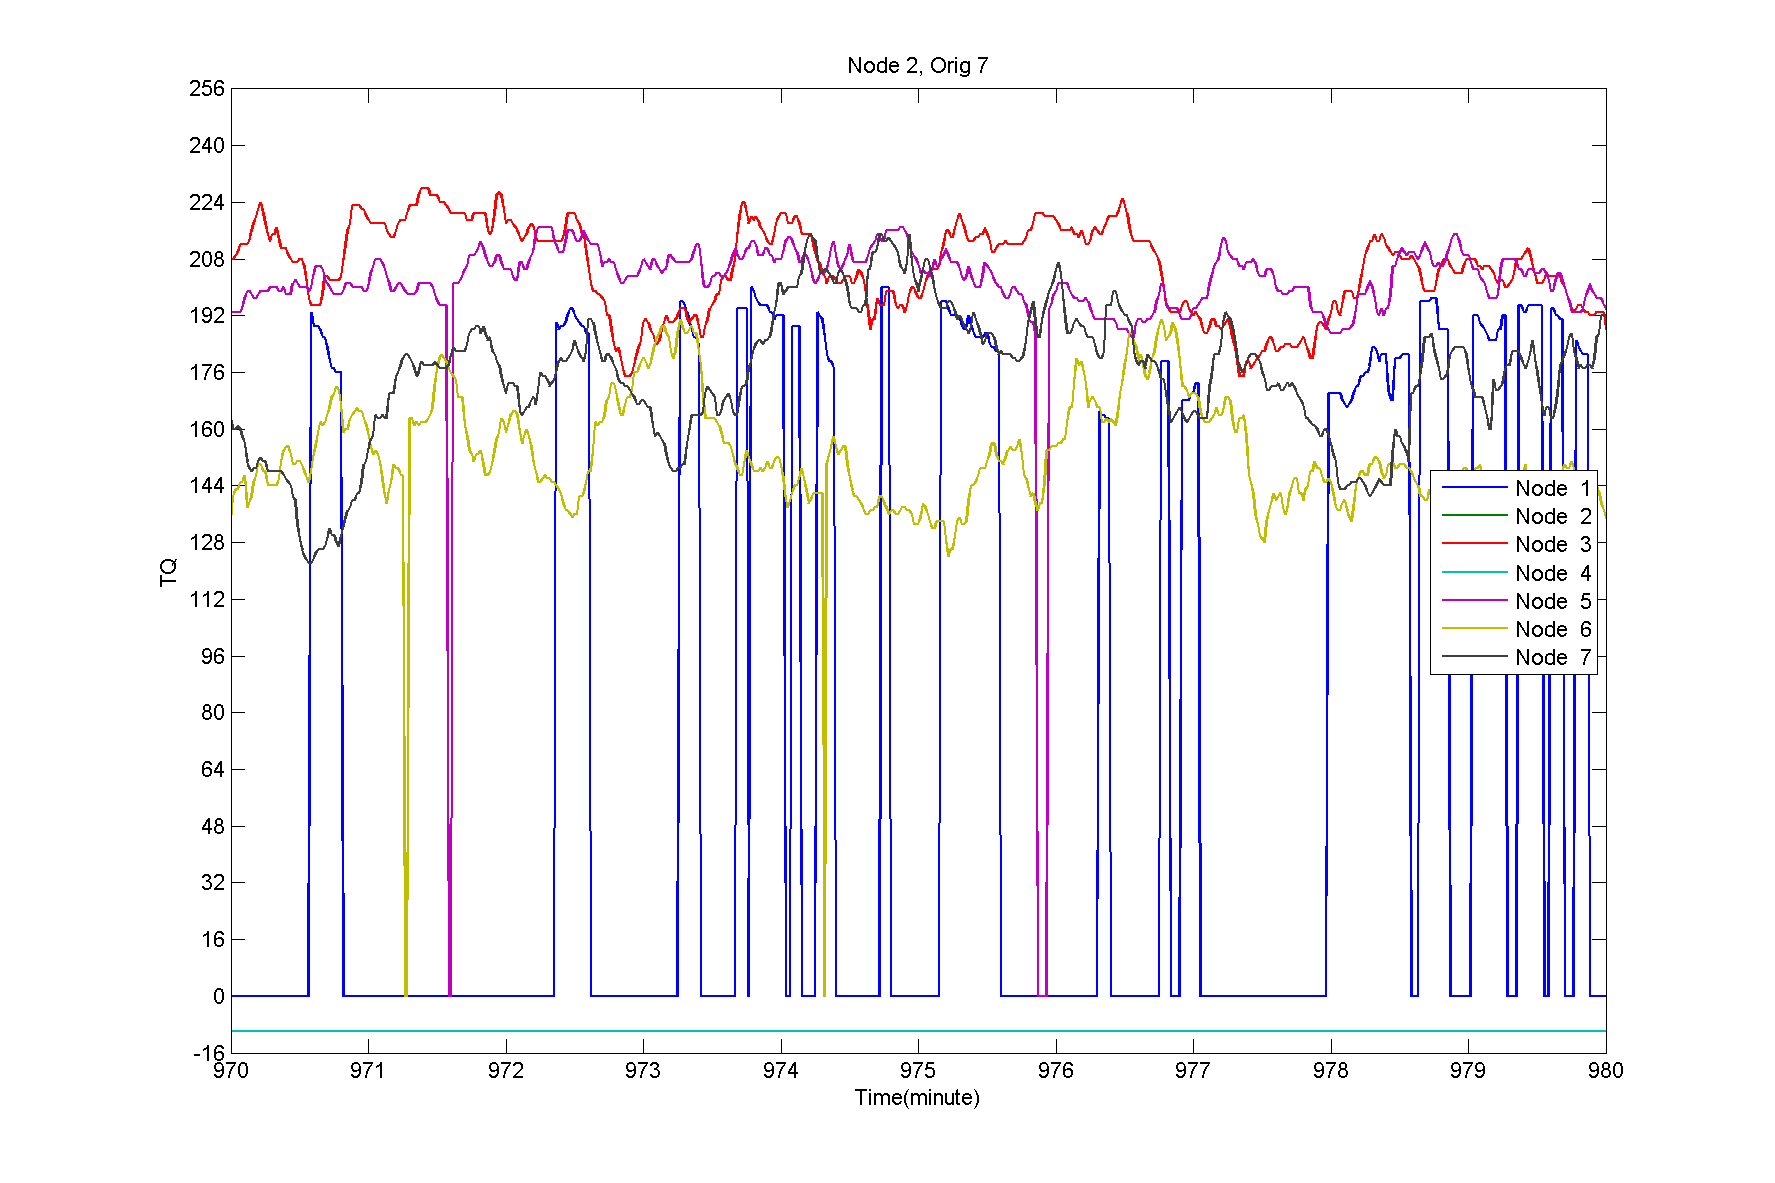 Node 2, Orig 7
256
240
224
208
192
176
160
144
128
112
96
80
64
48
32
16
0
-16
TQ
Node 1
Node 2
Node 3
Node 4
Node 5
Node 6
Node 7
970 971 972 973 974 975 976 977 978 979 980
Time(minute)